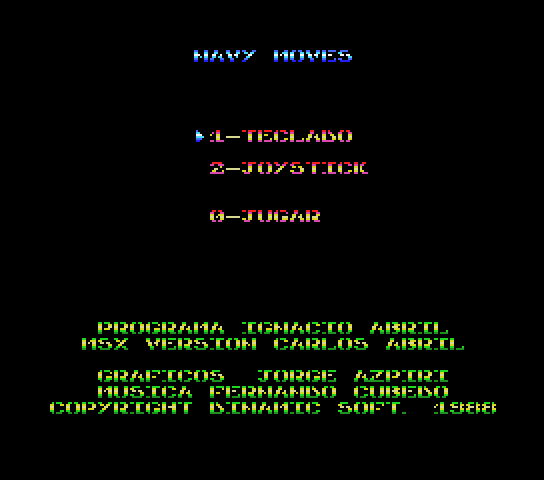 NAVY MOVES
1-TECLADO
2-JOYSTICK
0-JUGAR
PROGRAMA IGNACIO ABRIL
MSX VERSION CARLOS ABRIL
GRAFICOS JORGE AZPIRI
MUSICA FERNANDO CUBEDO
COPYRIGHT DINAMIC SOFT. 1988